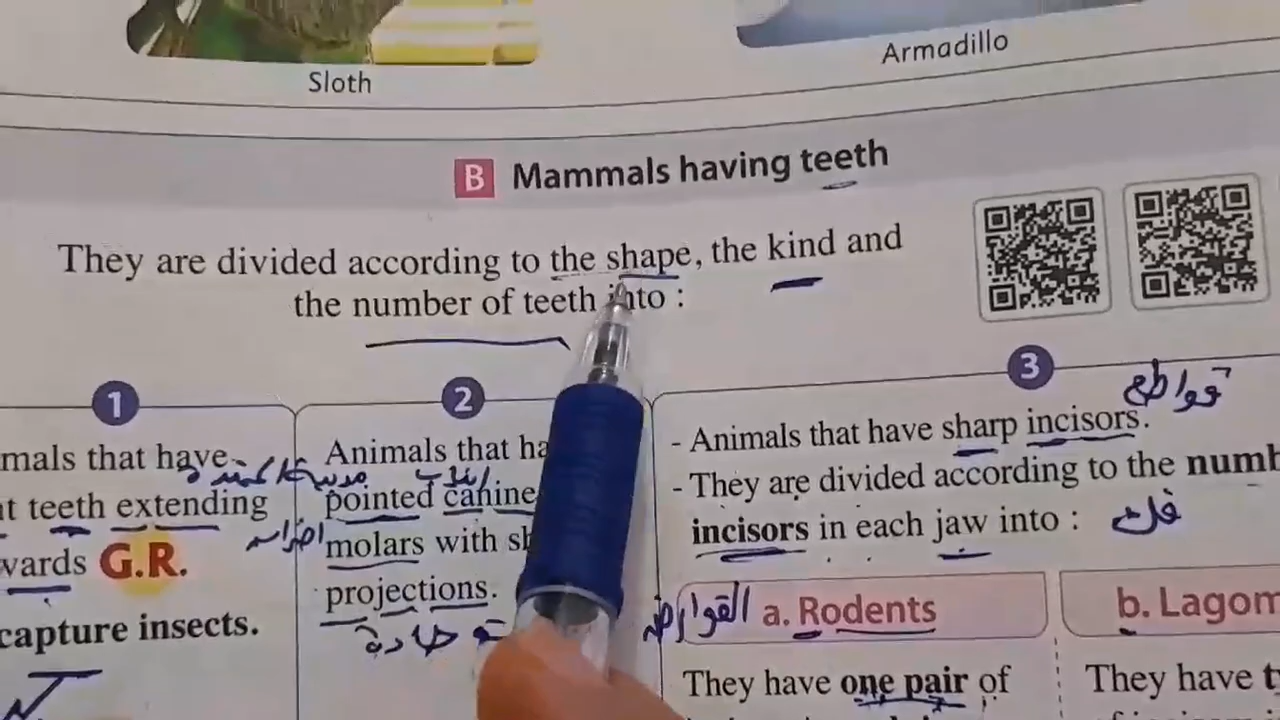 Sloth
Armadillo
B Mammals having teeth
They are divided according to the shape, the kind and
the number of teeth into :
1
mals that have
teeth extending
wards G.R.
capture insects.
2
Animals that ha
انياب
pointed canine
اضراس
molars with sh
projections.
حادة
3
قواطع
- Animals that have sharp incisors.
- They are divided according to the numb
incisors in each jaw into :
فك
القوارض
a. Rodents
They have one pair of
b. Lagom
They have t